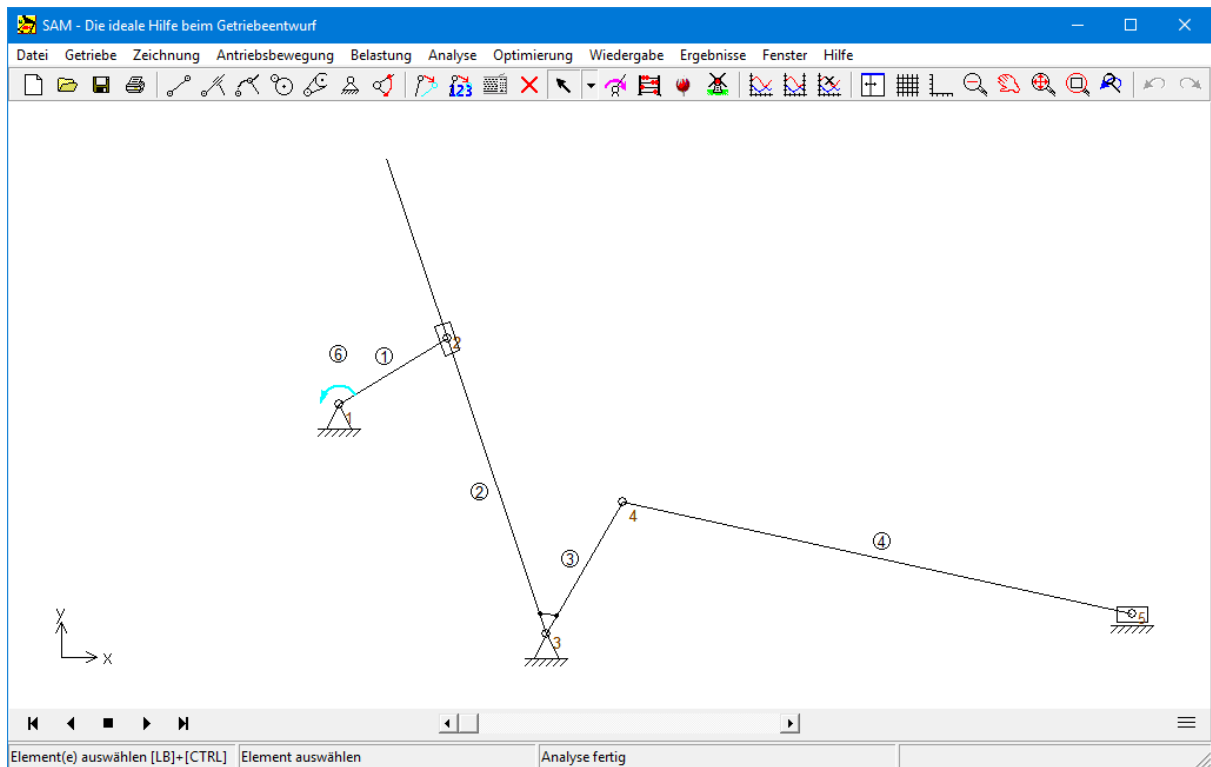 SAM - Die ideale Hilfe beim Getriebeentwurf
Datei Getriebe Zeichnung Antriebsbewegung Belastung Analyse Optimierung Wiedergabe Ergebnisse Fenster Hilfe
123
2
6 1
1
2
4
4
3
5
3
y
x
Element(e) auswählen [LB]+[CTRL] Element auswählen Analyse fertig